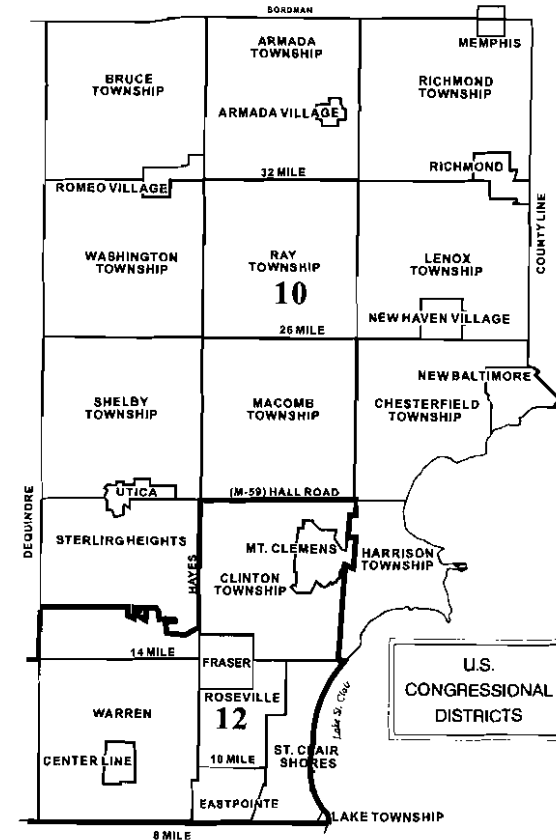 BORDMAN
MEMPHIS
BRUCE
TOWNSHIP
ARMADA
TOWNSHIP
RICHMOND
TOWNSHIP
ARMADA VILLAGE
RICHMOND
32 MILE
ROMEO VILLAGE
COUNTY LINE
WASHINGTON
TOWNSHIP
RAY
TOWNSHIP
10
LENOX
TOWNSHIP
NEW HAVEN VILLAGE
26 MILE
NEW BALTIMORE
SHELBY
TOWNSHIP
MACOMB
TOWNSHIP
CHESTERFIELD
TOWNSHIP
UTICA
(M-59) HALL ROAD
DEQUINDRE
STERLING HEIGHTS
HAYES
MT. CLEMENS
CLINTON
TOWNSHIP
HARRISON
TOWNSHIP
14 MILE
FRASER
U.S.
CONGRESSIONAL
DISTRICTS
WARREN
ROSEVILLE
12
Lake St. Clair
CENTER LINE
10 MILE
ST. CLAIR
SHORES
EASTPOINTE
LAKE TOWNSHIP
8 MILE